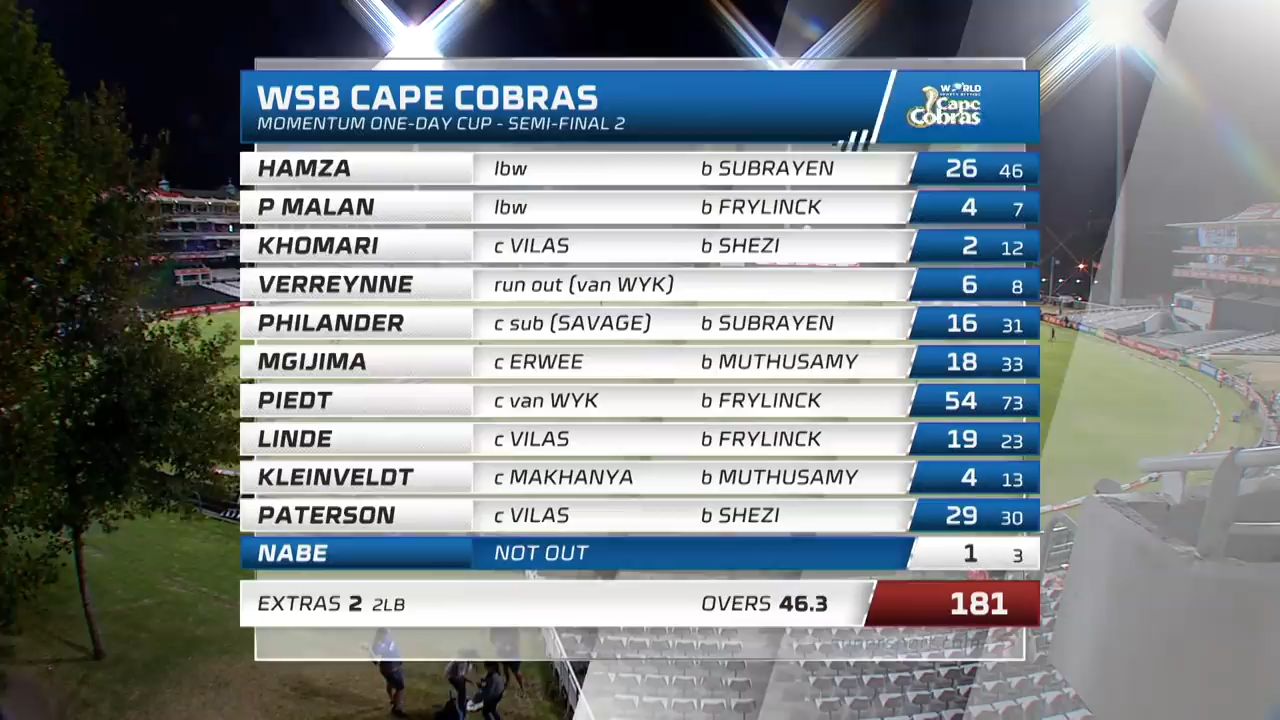 WSB CAPE COBRAS
MOMENTUM ONE-DAY CUP - SEMI-FINAL 2
WORLD
Cape
Cobras
HAMZA lbw b SUBRAYEN 26 46
P MALAN lbw b FRYLINCK 4 7
KHOMARI c VILAS b SHEZI 2 12
VERREYNNE run out (van WYK) 6 8
PHILANDER c sub (SAVAGE) b SUBRAYEN 16 31
MGIJIMA c ERWEE b MUTHUSAMY 18 33
PIEDT c van WYK b FRYLINCK 54 73
LINDE c VILAS b FRYLINCK 19 23
KLEINVELDT c MAKHANYA b MUTHUSAMY 4 13
PATERSON c VILAS b SHEZI 29 30
NABE NOT OUT 1 3
EXTRAS 2 2LB OVERS 46.3 181